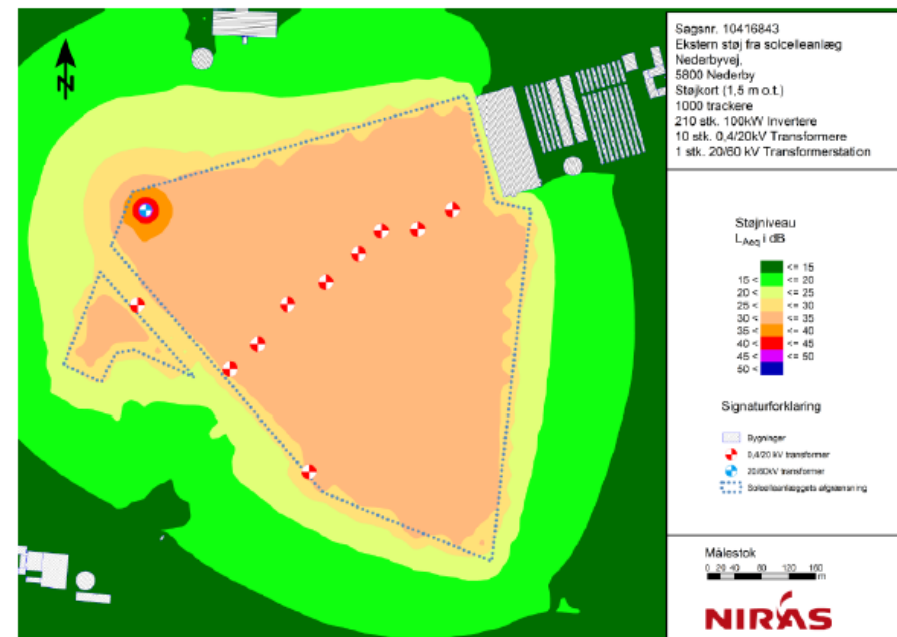 N
Sagsnr. 10416843
Ekstern støj fra solcelleanlæg
Nederbyvej,
5800 Nederby
Støjkort (1,5 m o.t.)
1000 trackere
210 stk. 100kW Invertere
10 stk. 0,4/20kV Transformere
1 stk. 20/60 kV Transformerstation
Støjniveau
LAeq i dB
<= 15
15 < <= 20
20 < <= 25
25 < <= 30
30 < <= 35
35 < <= 40
40 < <= 45
45 < <= 50
50 <
Signaturforklaring
Bygninger
0,4/20 kV transformer
20/60kV transformer
Solcelleanlæggets afgrænsning
Målestok
0 20 40 80 120 160
m
NIRAS